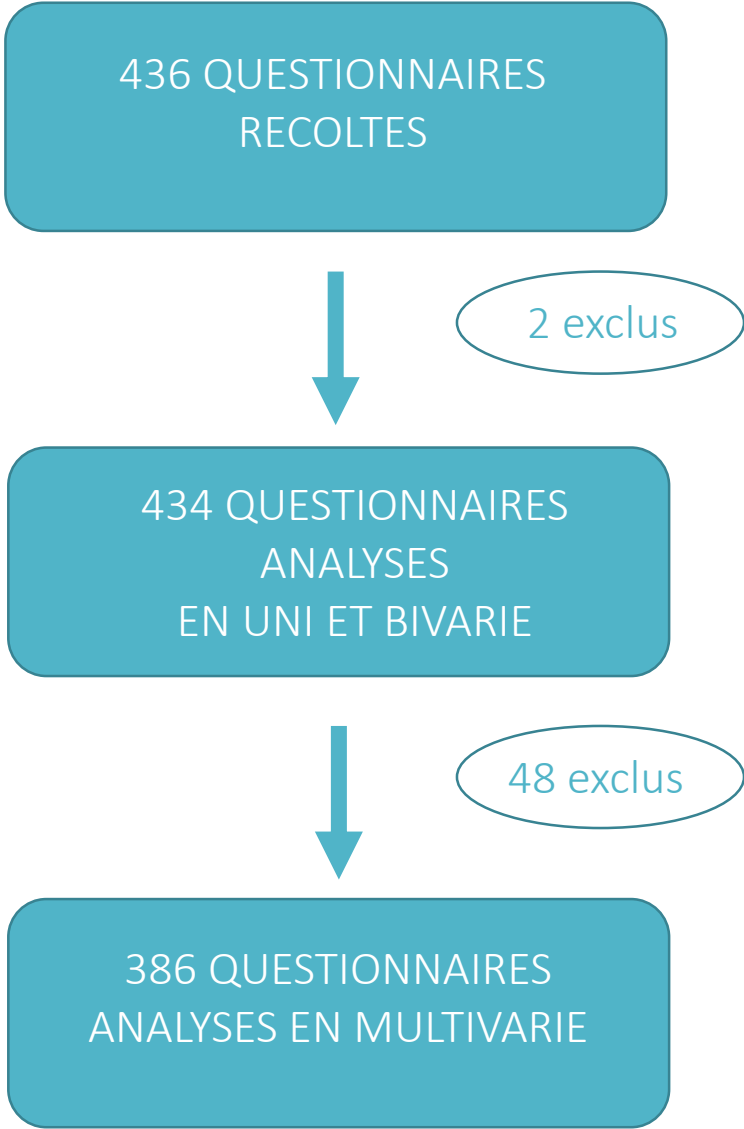 436 QUESTIONNAIRES
RECOLTES
2 exclus
434 QUESTIONNAIRES
ANALYSES
EN UNI ET BIVARIE
48 exclus
386 QUESTIONNAIRES
ANALYSES EN MULTIVARIE